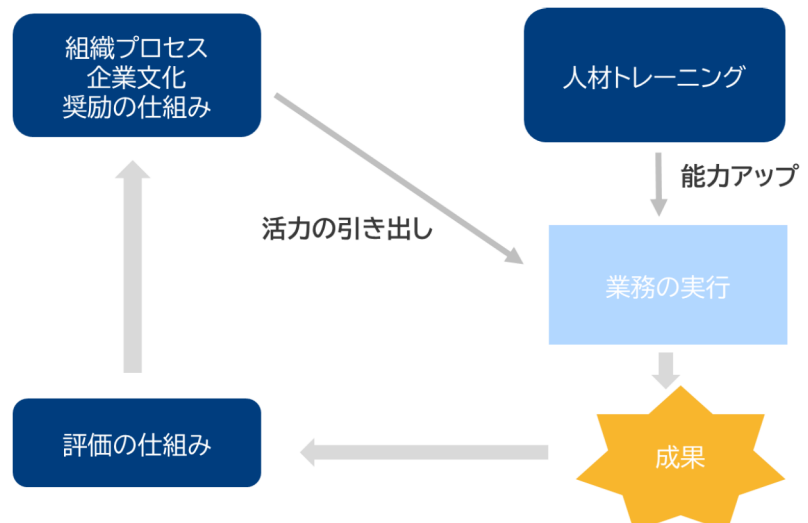 組織プロセス
企業文化
奨励の仕組み
人材トレーニング
能力アップ
活力の引き出し
業務の実行
評価の仕組み
成果